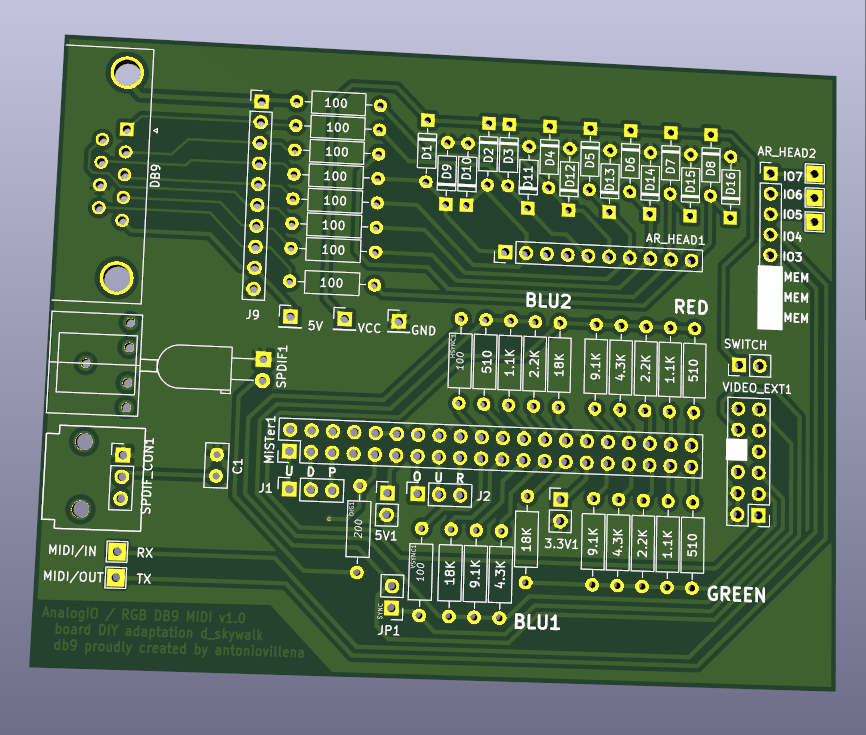 100
100
100
100
100
100
100
100
DB9
J9
5V
VCC
GND
D1
D9
D10
D2
D3
D11
D4
D12
D5
D13
D6
D14
D7
D15
D8
D16
AR_HEAD2
IO7
IO6
IO5
IO4
IO3
MEM
MEM
MEM
AR_HEAD1
BLU2
RED
SWITCH
VIDEO_EXT1
SPDIF1
VSYNC1
100
510
1.1K
2.2K
18K
9.1K
4.3K
2.2K
1.1K
510
MiSTer1
SPDIF_CON1
C1
U D P
J1
O U R
J2
DIG1
200
5V1
3.3V1
18K
9.1K
4.3K
2.2K
1.1K
510
VSYNC1
100
18K
9.1K
4.3K
GREEN
MIDI/IN RX
MIDI/OUT TX
SYNC
JP1
BLU1
AnalogIO / RGB DB9 MIDI v1.0
board DIY adaptation d_skywalk
db9 proudly created by antoniovillena